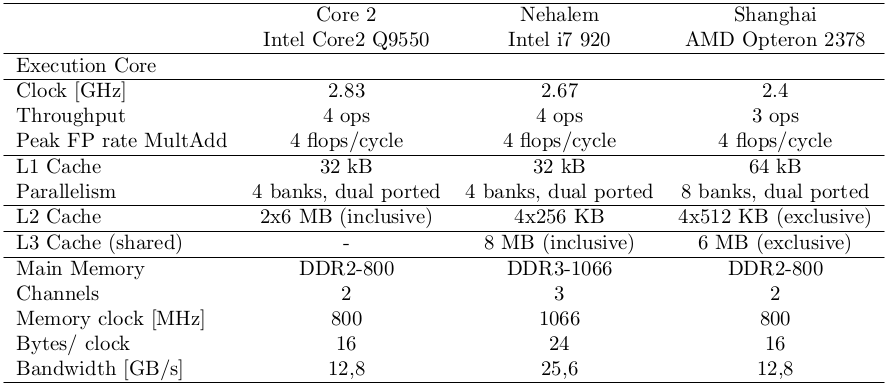 Core 2 Nehalem Shanghai
Intel Core2 Q9550 Intel i7 920 AMD Opteron 2378
Execution Core
Clock [GHz] 2.83 2.67 2.4
Throughput 4 ops 4 ops 3 ops
Peak FP rate MultAdd 4 flops/cycle 4 flops/cycle 4 flops/cycle
L1 Cache 32 kB 32 kB 64 kB
Parallelism 4 banks, dual ported 4 banks, dual ported 8 banks, dual ported
L2 Cache 2x6 MB (inclusive) 4x256 KB 4x512 KB (exclusive)
L3 Cache (shared) - 8 MB (inclusive) 6 MB (exclusive)
Main Memory DDR2-800 DDR3-1066 DDR2-800
Channels 2 3 2
Memory clock [MHz] 800 1066 800
Bytes/ clock 16 24 16
Bandwidth [GB/s] 12,8 25,6 12,8